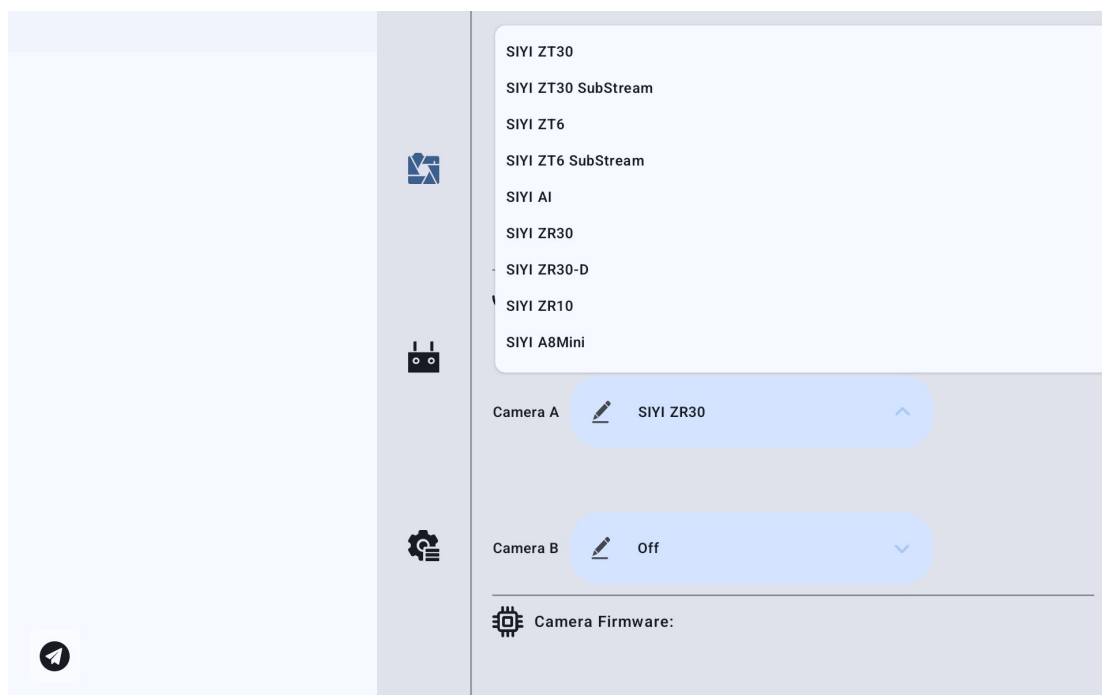 SIYI ZT30
SIYI ZT30 SubStream
SIYI ZT6
SIYI ZT6 SubStream
SIYI AI
SIYI ZR30
SIYI ZR30-D
SIYI ZR10
SIYI A8Mini
Camera A SIYI ZR30
Camera B Off
Camera Firmware: